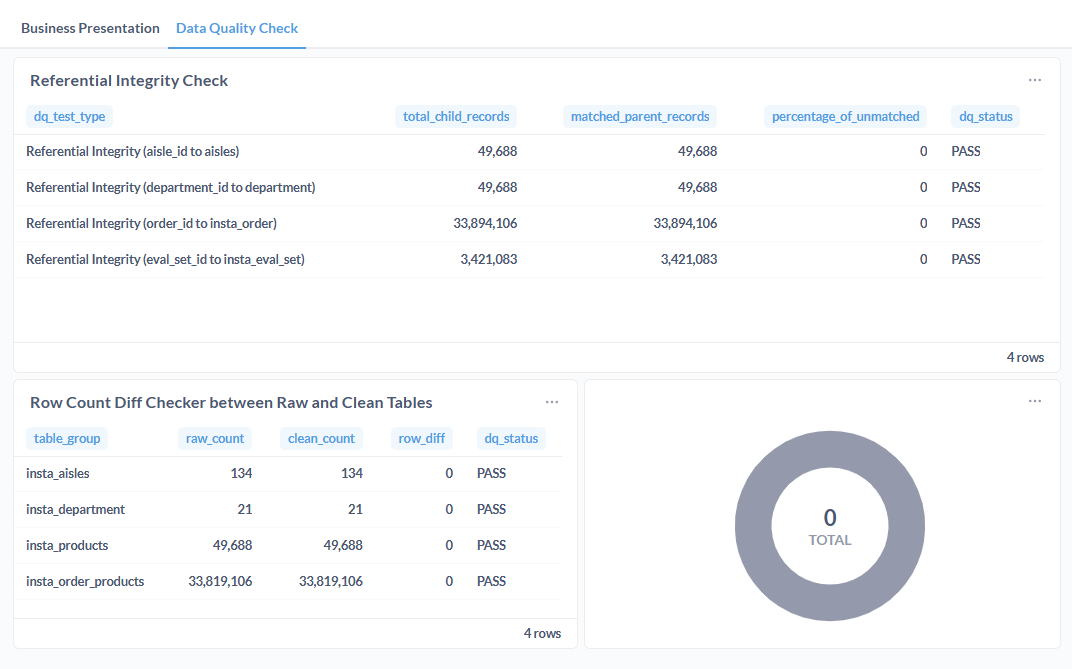 Business Presentation Data Quality Check
Referential Integrity Check
dq_test_type total_child_records matched_parent_records percentage_of_unmatched dq_status
Referential Integrity (aisle_id to aisles) 49,688 49,688 0 PASS
Referential Integrity (department_id to department) 49,688 49,688 0 PASS
Referential Integrity (order_id to insta_order) 33,894,106 33,894,106 0 PASS
Referential Integrity (eval_set_id to insta_eval_set) 3,421,083 3,421,083 0 PASS
4 rows
Row Count Diff Checker between Raw and Clean Tables
table_group raw_count clean_count row_diff dq_status
insta_aisles 134 134 0 PASS
insta_department 21 21 0 PASS
insta_products 49,688 49,688 0 PASS
insta_order_products 33,819,106 33,819,106 0 PASS
4 rows
0
TOTAL